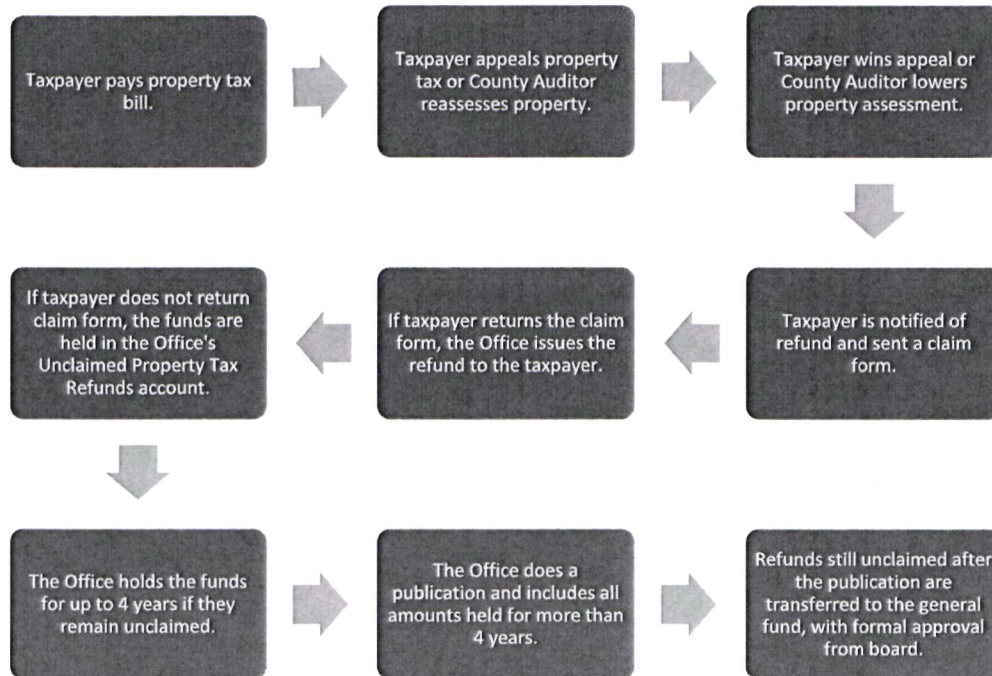 Taxpayer pays property tax
bill.
Taxpayer appeals property
tax or County Auditor
reassesses property.
Taxpayer wins appeal or
County Auditor lowers
property assessment.
Taxpayer is notified of
refund and sent a claim
form.
If taxpayer returns the claim
form, the Office issues the
refund to the taxpayer.
If taxpayer does not return
claim form, the funds are
held in the Office's
Unclaimed Property Tax
Refunds account.
The Office holds the funds
for up to 4 years if they
remain unclaimed.
The Office does a
publication and includes all
amounts held for more than
4 years.
Refunds still unclaimed after
the publication are
transferred to the general
fund, with formal approval
from board.